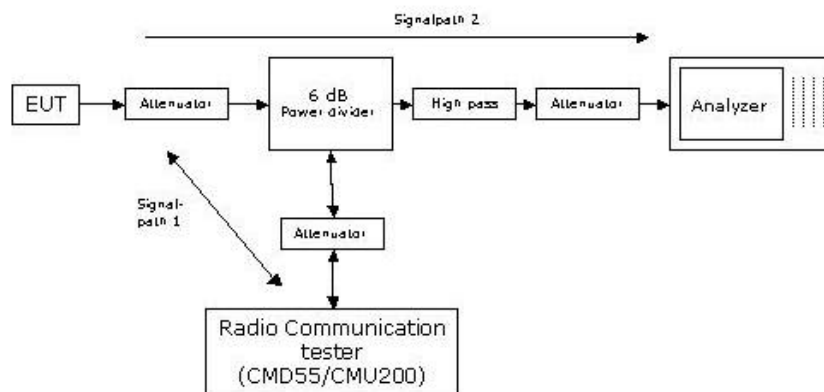 Signalpath 2
EUT
Attenuator
6 dB
Power divider
High pass
Attenuator
Analyzer
Signal-
path 1
Attenuator
Radio Communication
tester
(CMD55/CMU200)